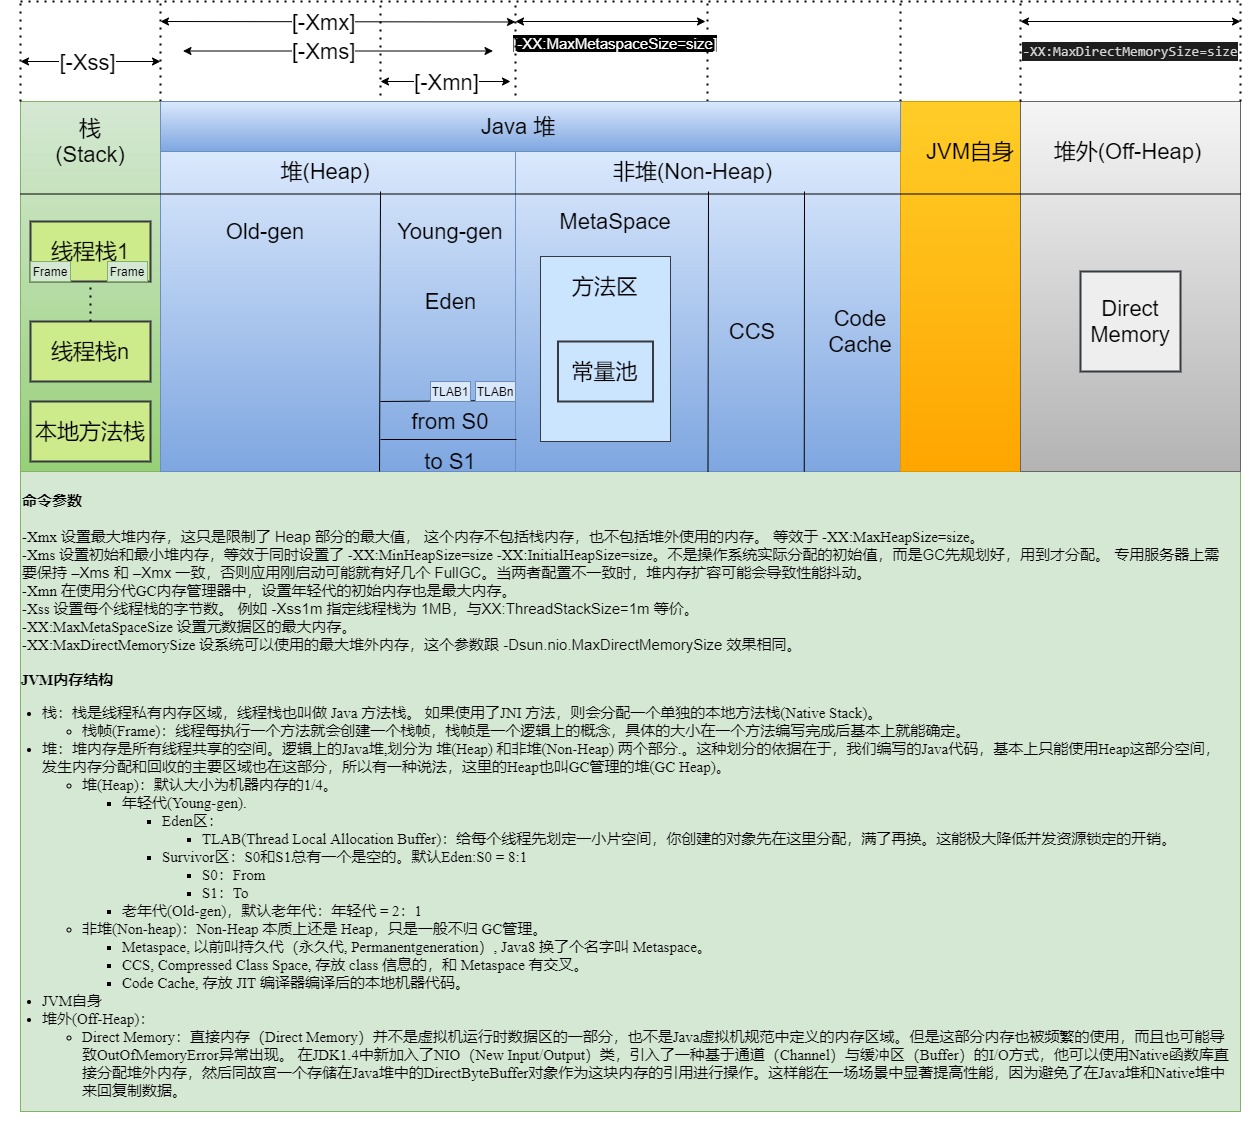 [-Xmx]
-XX:MaxMetaspaceSize=size
-XX:MaxDirectMemorySize=size
[-Xms]
[-Xss]
[-Xmn]
栈
(Stack)
Java 堆
JVM自身
堆外(Off-Heap)
堆(Heap)
非堆(Non-Heap)
线程栈1
Frame
Frame
线程栈n
本地方法栈
Old-gen
Young-gen
Eden
TLAB1
TLABn
from S0
to S1
MetaSpace
方法区
常量池
CCS
Code
Cache
Direct
Memory
命令参数
-Xmx 设置最大堆内存，这只是限制了 Heap 部分的最大值， 这个内存不包括栈内存，也不包括堆外使用的内存。 等效于 -XX:MaxHeapSize=size。
-Xms 设置初始和最小堆内存，等效于同时设置了 -XX:MinHeapSize=size -XX:InitialHeapSize=size。不是操作系统实际分配的初始值，而是GC先规划好，用到才分配。 专用服务器上需
要保持 –Xms 和 –Xmx 一致，否则应用刚启动可能就有好几个 FullGC。当两者配置不一致时，堆内存扩容可能会导致性能抖动。
-Xmn 在使用分代GC内存管理器中，设置年轻代的初始内存也是最大内存。
-Xss 设置每个线程栈的字节数。 例如 -Xss1m 指定线程栈为 1MB，与XX:ThreadStackSize=1m 等价。
-XX:MaxMetaSpaceSize 设置元数据区的最大内存。
-XX:MaxDirectMemorySize 设系统可以使用的最大堆外内存，这个参数跟 -Dsun.nio.MaxDirectMemorySize 效果相同。
JVM内存结构
• 栈：栈是线程私有内存区域，线程栈也叫做 Java 方法栈。 如果使用了JNI 方法，则会分配一个单独的本地方法栈(Native Stack)。
◦ 栈帧(Frame)：线程每执行一个方法就会创建一个栈帧，栈帧是一个逻辑上的概念，具体的大小在一个方法编写完成后基本上就能确定。
• 堆：堆内存是所有线程共享的空间。逻辑上的Java堆,划分为 堆(Heap) 和非堆(Non-Heap) 两个部分.。这种划分的依据在于，我们编写的Java代码，基本上只能使用Heap这部分空间，
发生内存分配和回收的主要区域也在这部分，所以有一种说法，这里的Heap也叫GC管理的堆(GC Heap)。
◦ 堆(Heap)：默认大小为机器内存的1/4。
▪ 年轻代(Young-gen).
▪ Eden区：
▪ TLAB(Thread Local Allocation Buffer)：给每个线程先划定一小片空间，你创建的对象先在这里分配，满了再换。这能极大降低并发资源锁定的开销。
▪ Survivor区：S0和S1总有一个是空的。默认Eden:S0 = 8:1
▪ S0：From
▪ S1：To
▪ 老年代(Old-gen)，默认老年代：年轻代 = 2：1
◦ 非堆(Non-heap)：Non-Heap 本质上还是 Heap，只是一般不归 GC管理。
▪ Metaspace, 以前叫持久代（永久代, Permanentgeneration）, Java8 换了个名字叫 Metaspace。
▪ CCS, Compressed Class Space, 存放 class 信息的，和 Metaspace 有交叉。
▪ Code Cache, 存放 JIT 编译器编译后的本地机器代码。
• JVM自身
• 堆外(Off-Heap)：
◦ Direct Memory：直接内存（Direct Memory）并不是虚拟机运行时数据区的一部分，也不是Java虚拟机规范中定义的内存区域。但是这部分内存也被频繁的使用，而且也可能导
致OutOfMemoryError异常出现。 在JDK1.4中新加入了NIO（New Input/Output）类，引入了一种基于通道（Channel）与缓冲区（Buffer）的I/O方式，他可以使用Native函数库直
接分配堆外内存，然后同故宫一个存储在Java堆中的DirectByteBuffer对象作为这块内存的引用进行操作。这样能在一场场景中显著提高性能，因为避免了在Java堆和Native堆中
来回复制数据。